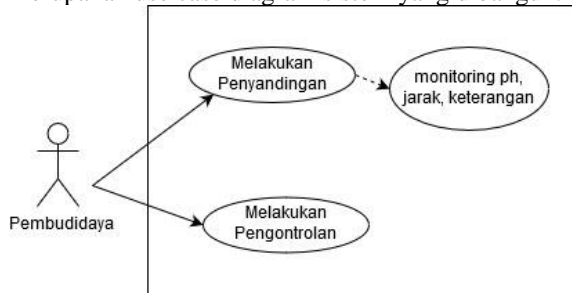 Melakukan
Penyandingan
monitoring ph,
jarak, keterangan
Pembudidaya
Melakukan
Pengontrolan